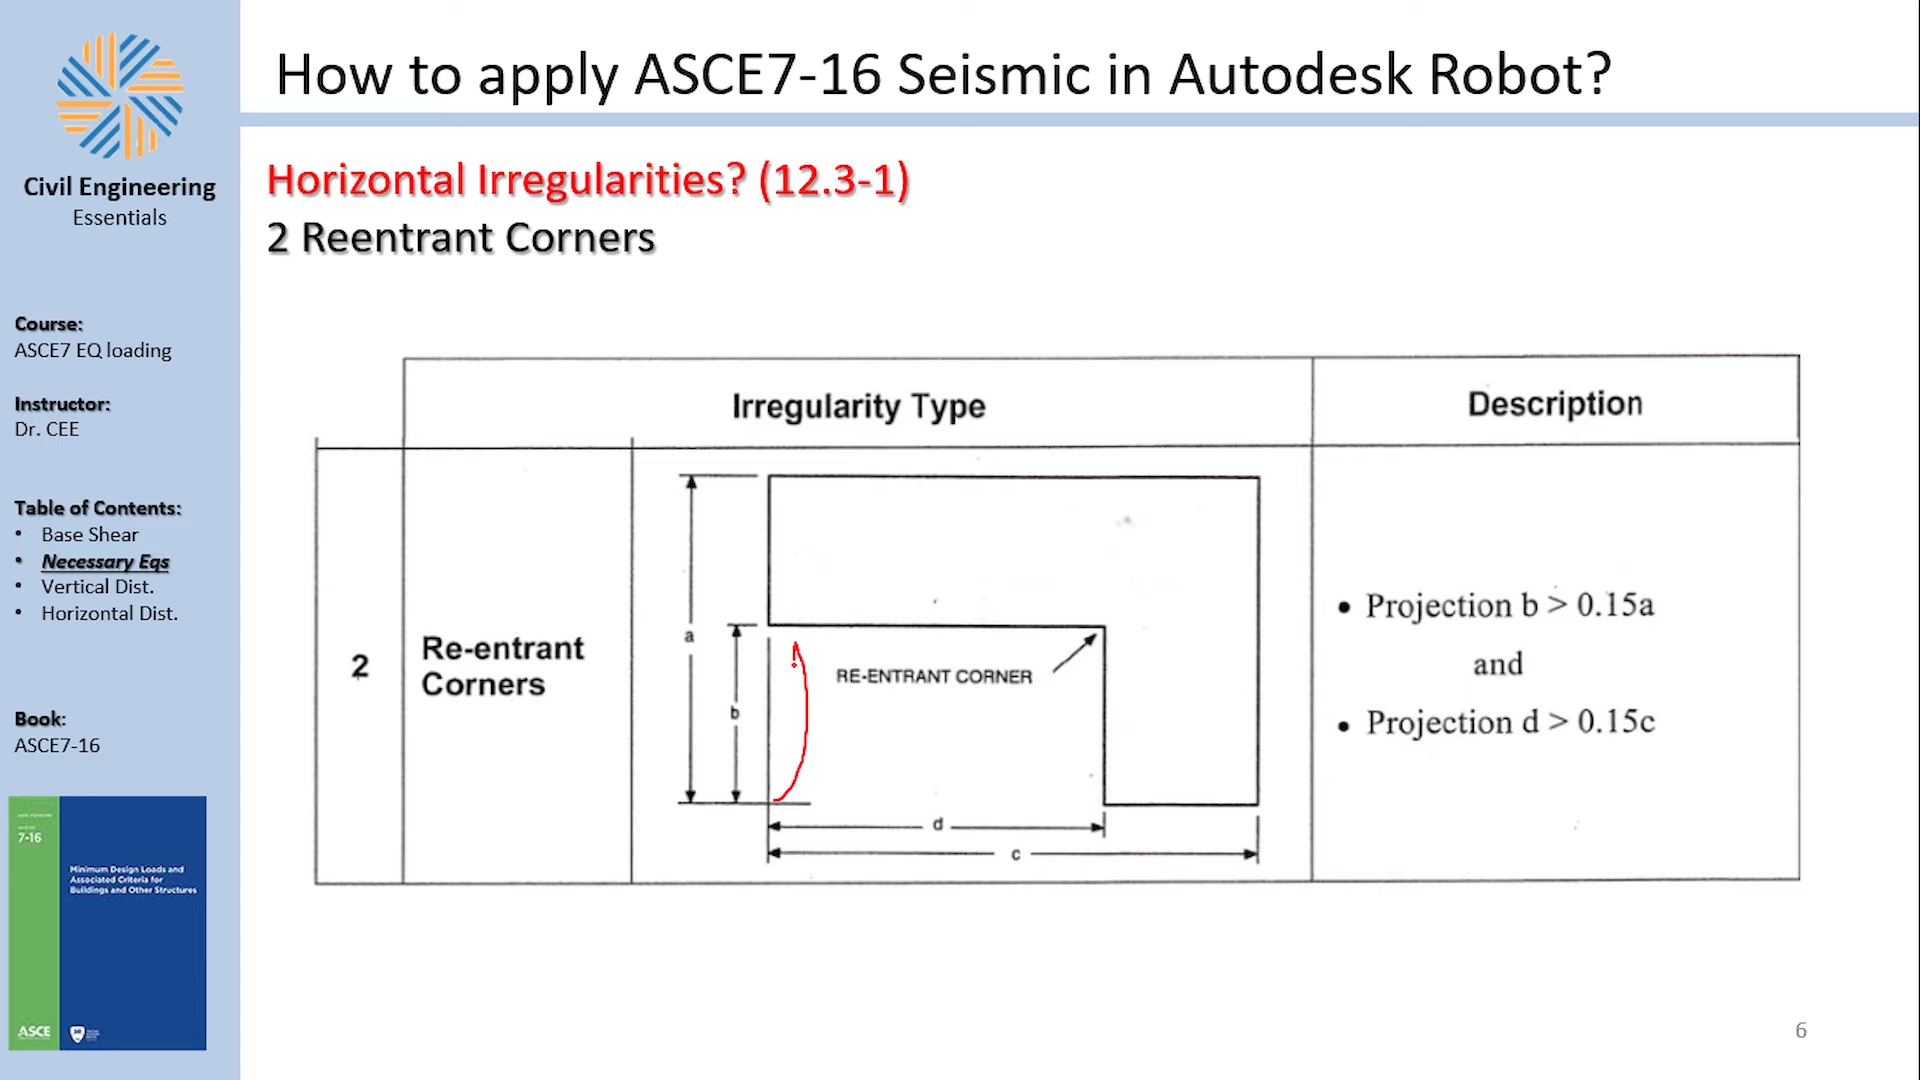 How to apply ASCE7-16 Seismic in Autodesk Robot?
Civil Engineering
Essentials
Course:
ASCE7 EQ loading
Instructor:
Dr. CEE
Table of Contents:
• Base Shear
• Necessary Eqs
• Vertical Dist.
• Horizontal Dist.
Book:
ASCE7-16
7-16
Minimum Design Loads and
Associated Criteria for
Buildings and Other Structures
ASCE
Horizontal Irregularities? (12.3-1)
2 Reentrant Corners
Irregularity Type
Description
2
Re-entrant
Corners
a
b
RE-ENTRANT CORNER
d
c
• Projection b > 0.15a
and
• Projection d > 0.15c
6